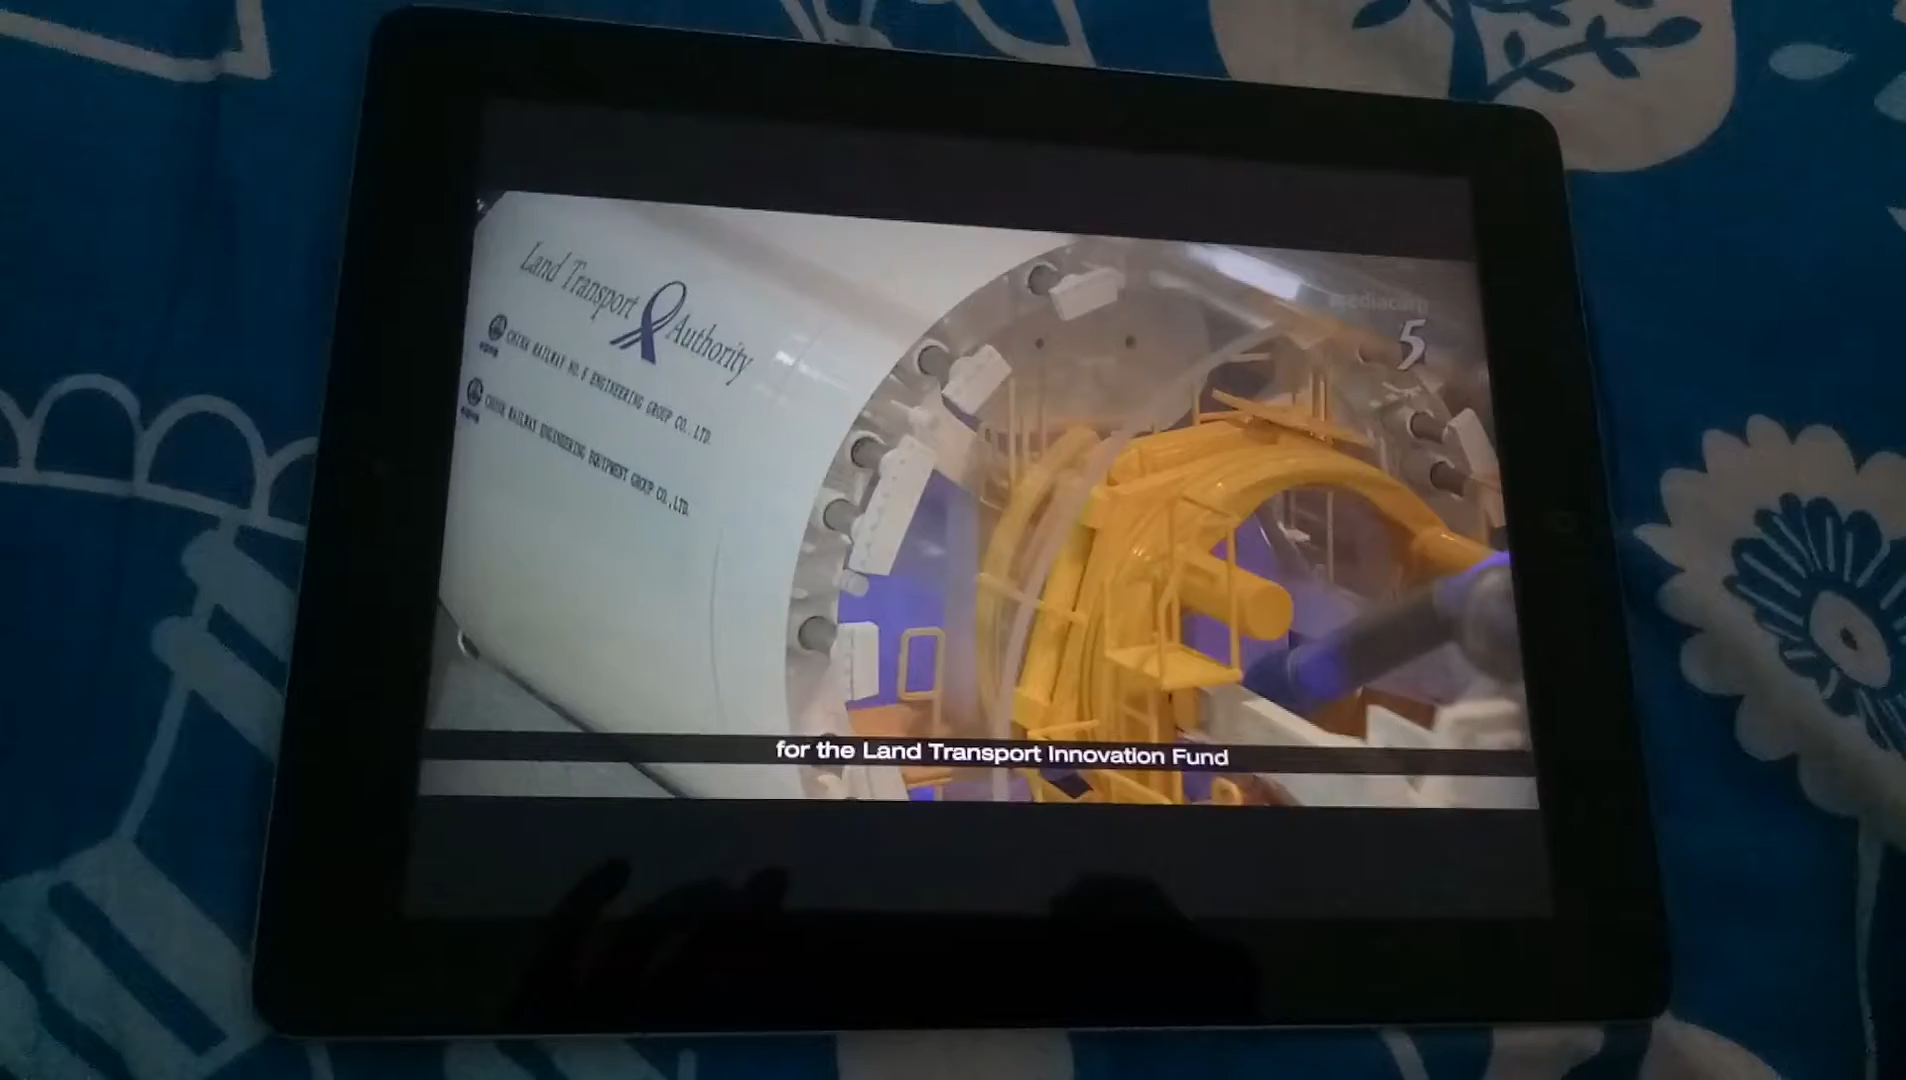 Land Transport Authority
CHINA RAILWAY NO.5 ENGINEERING GROUP CO., LTD.
CHINA RAILWAY ENGINEERING EQUIPMENT GROUP CO.,LTD.
mediacorp
5
for the Land Transport Innovation Fund